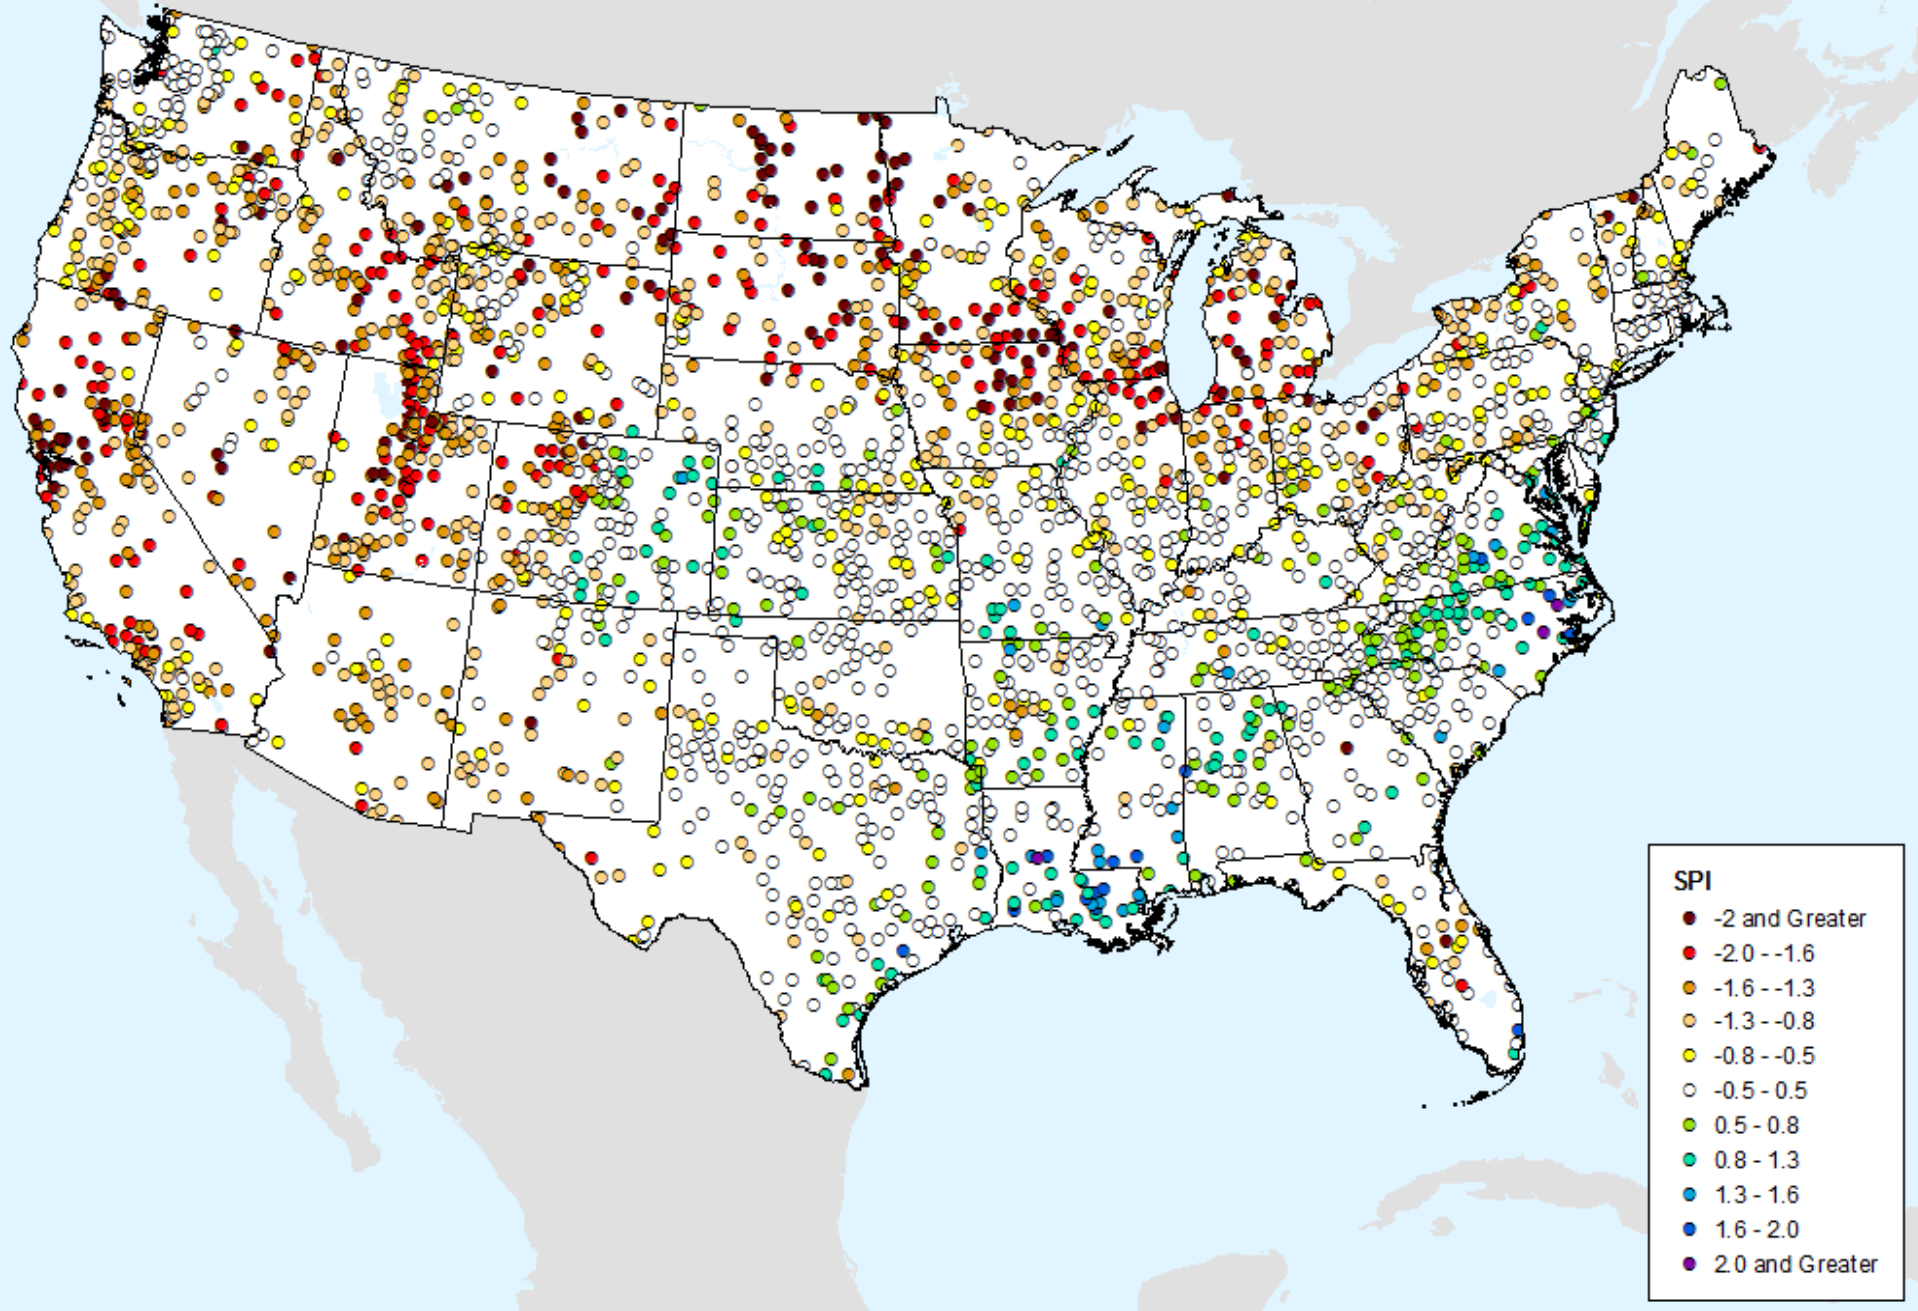 SPI
-2 and Greater
-2.0 - -1.6
-1.6 - -1.3
-1.3 - -0.8
-0.8 - -0.5
-0.5 - 0.5
0.5 - 0.8
0.8 - 1.3
1.3 - 1.6
1.6 - 2.0
2.0 and Greater